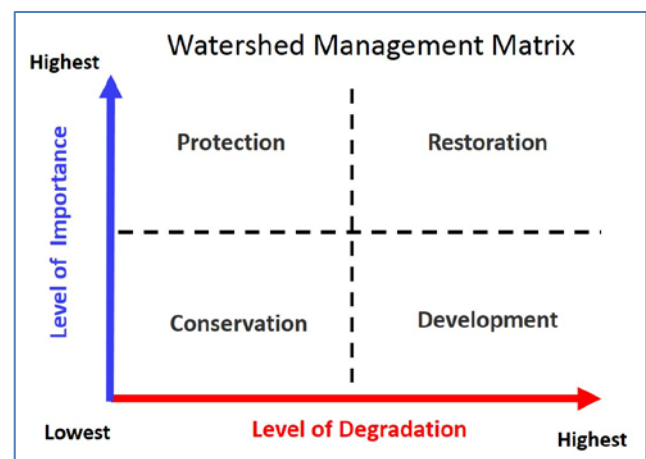 Watershed Management Matrix
Highest
Level of Importance
Protection
Restoration
Conservation
Development
Lowest
Level of Degradation
Highest